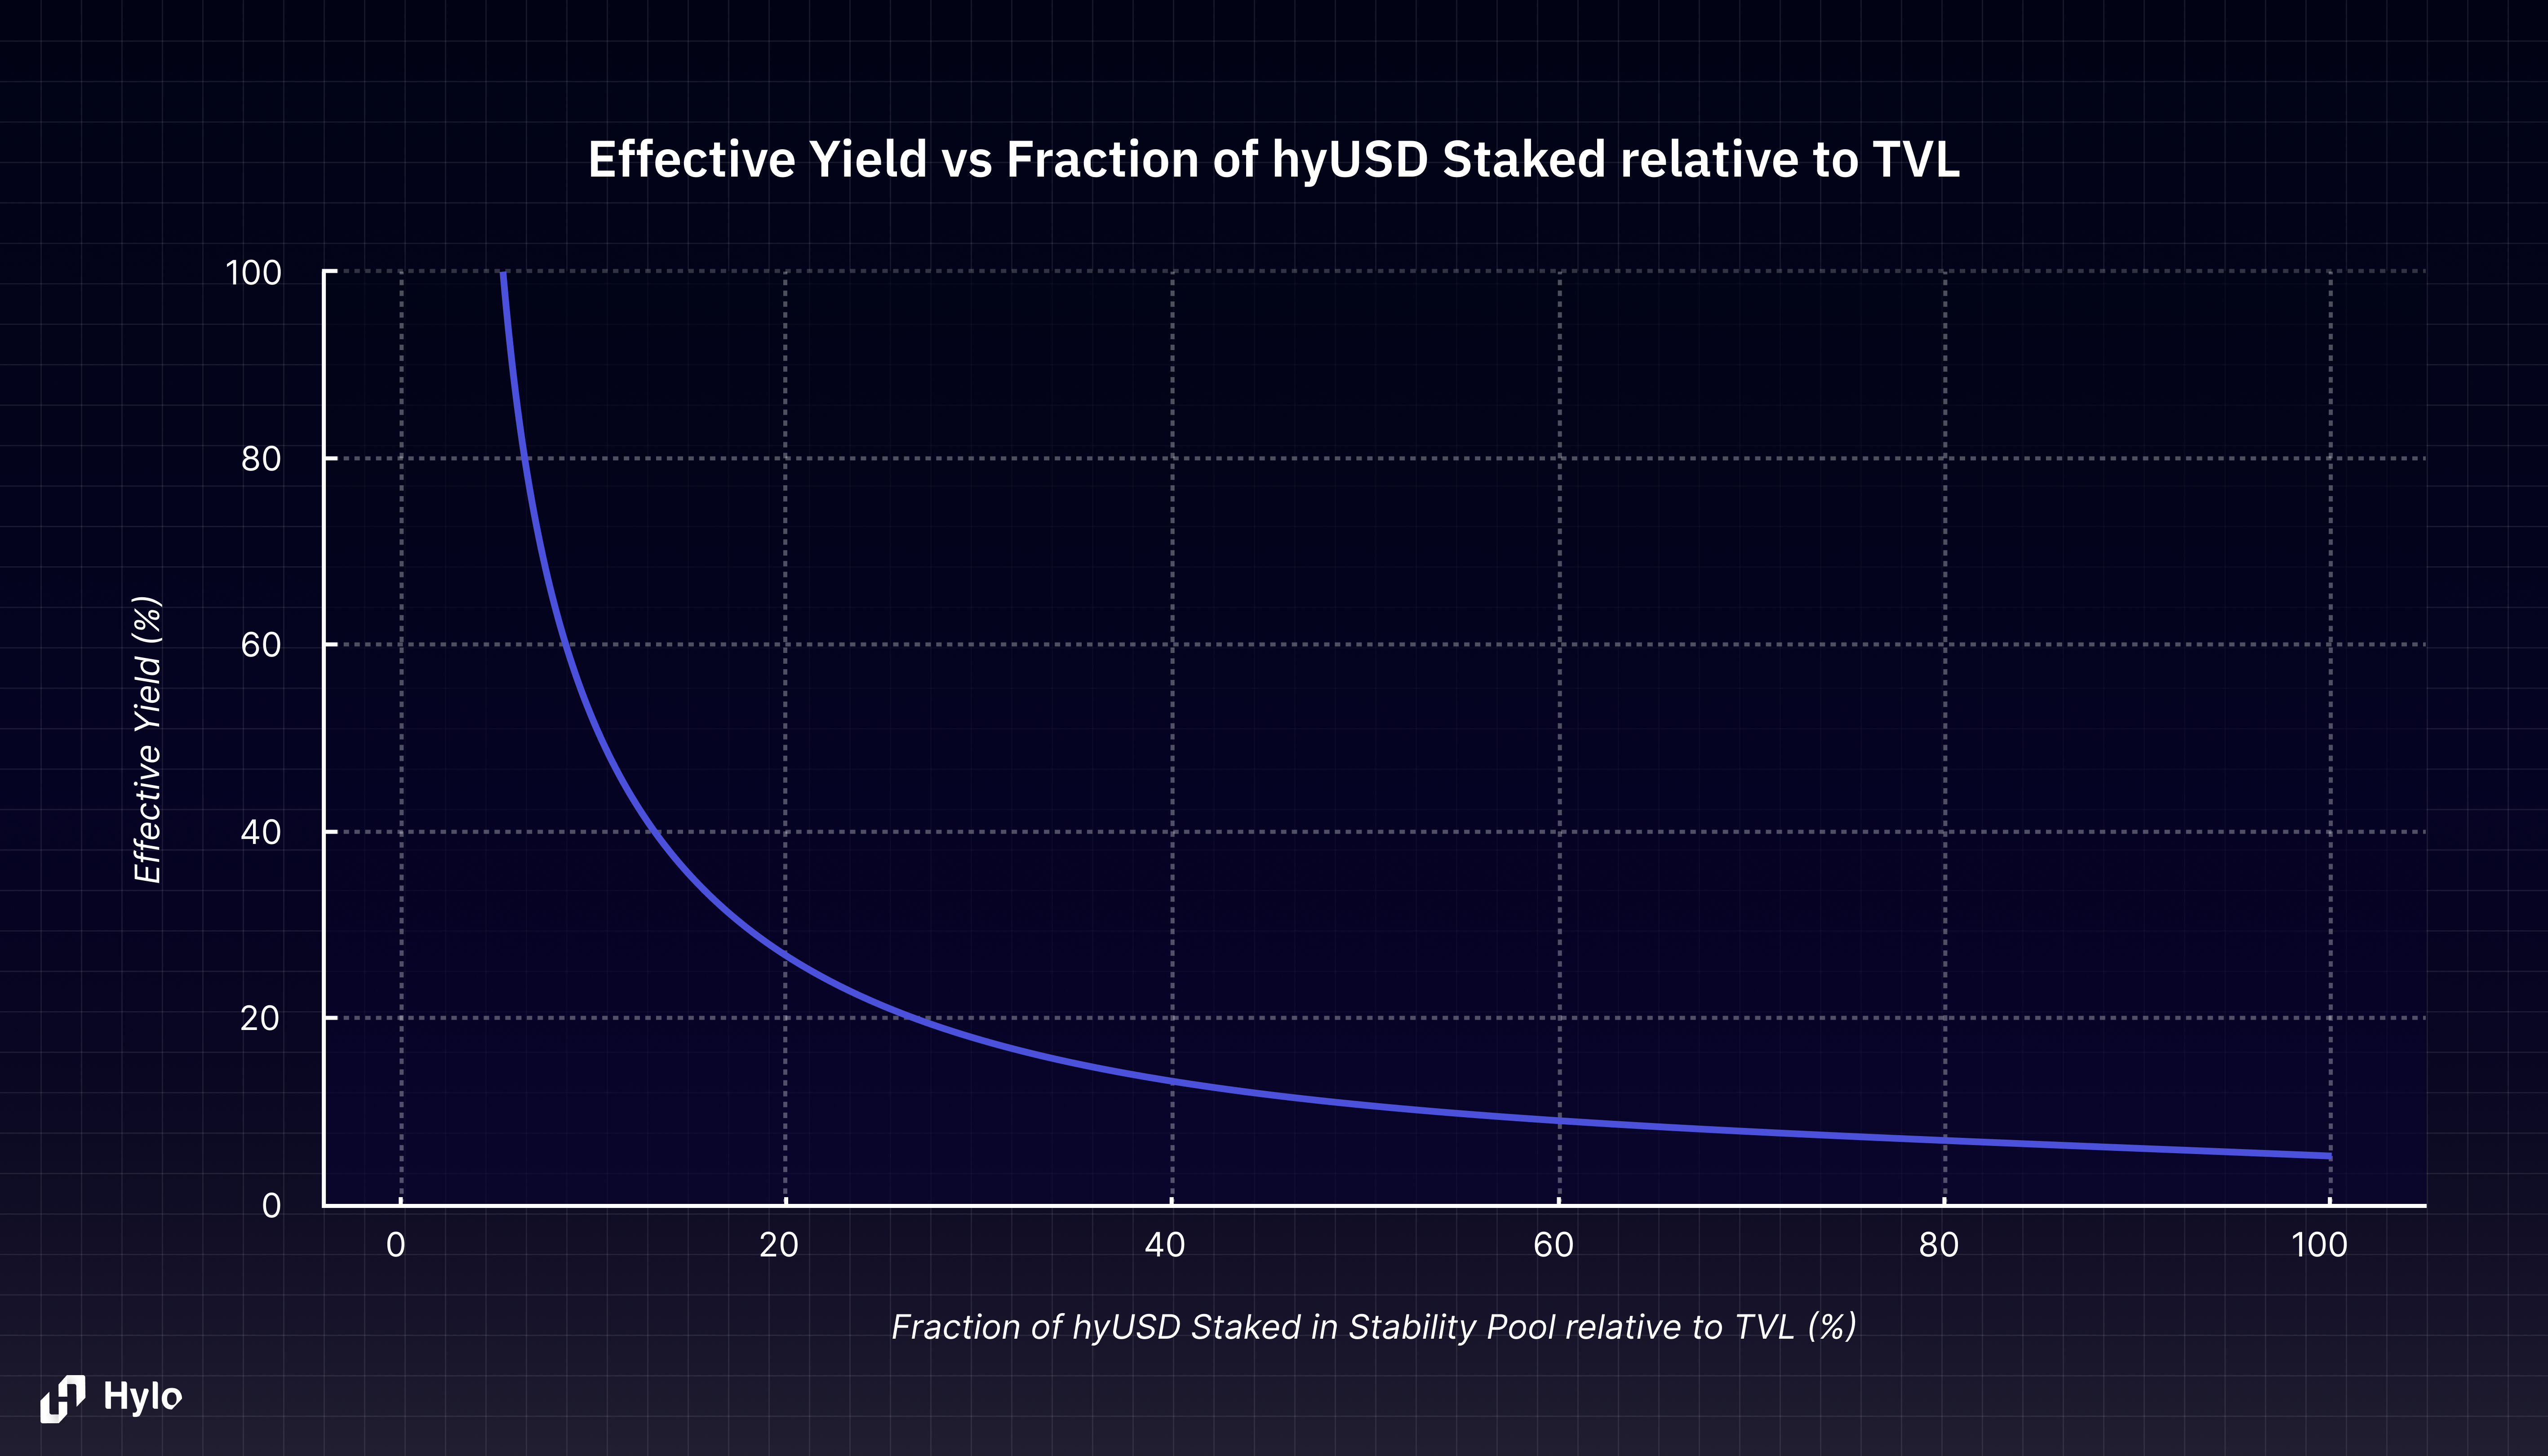 Effective Yield vs Fraction of hyUSD Staked relative to TVL
100
80
60
40
20
0
Effective Yield (%)
0 20 40 60 80 100
Fraction of hyUSD Staked in Stability Pool relative to TVL (%)
Hylo